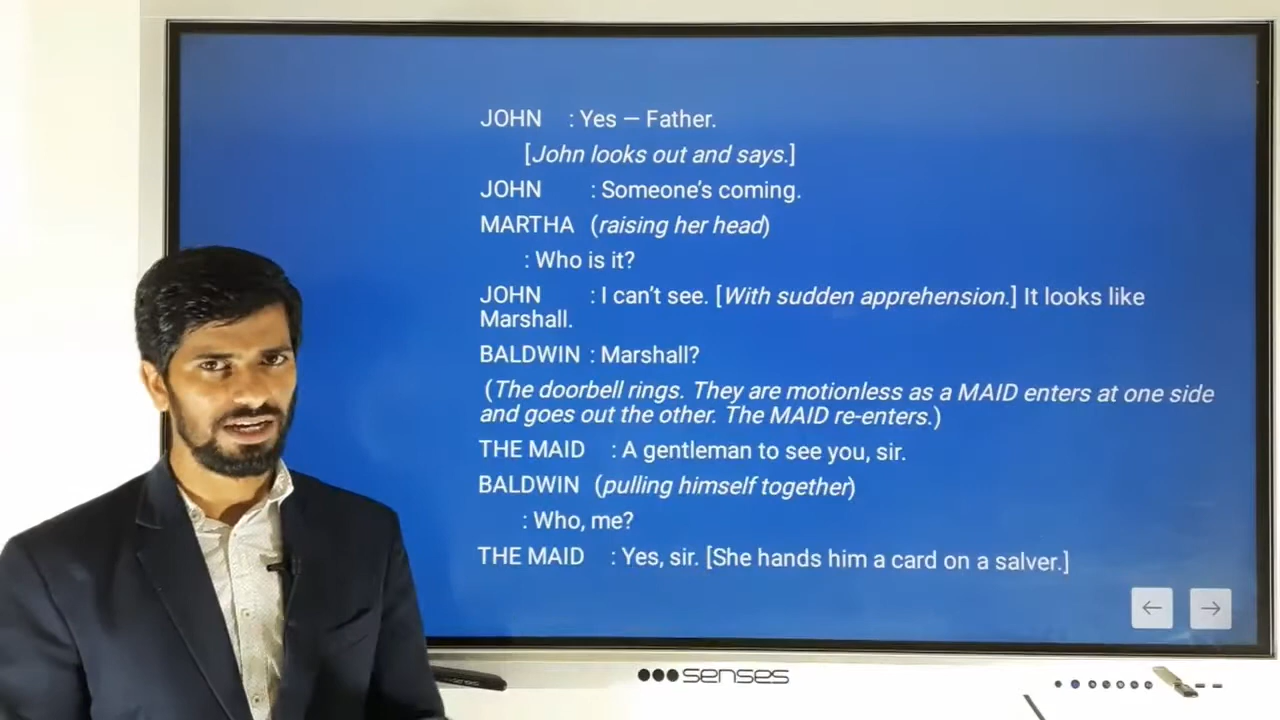 JOHN : Yes — Father.
[John looks out and says.]
JOHN : Someone's coming.
MARTHA (raising her head)
: Who is it?
JOHN : I can't see. [With sudden apprehension.] It looks like
Marshall.
BALDWIN : Marshall?
(The doorbell rings. They are motionless as a MAID enters at one side
and goes out the other. The MAID re-enters.)
THE MAID : A gentleman to see you, sir.
BALDWIN (pulling himself together)
: Who, me?
THE MAID : Yes, sir. [She hands him a card on a salver.]
senses